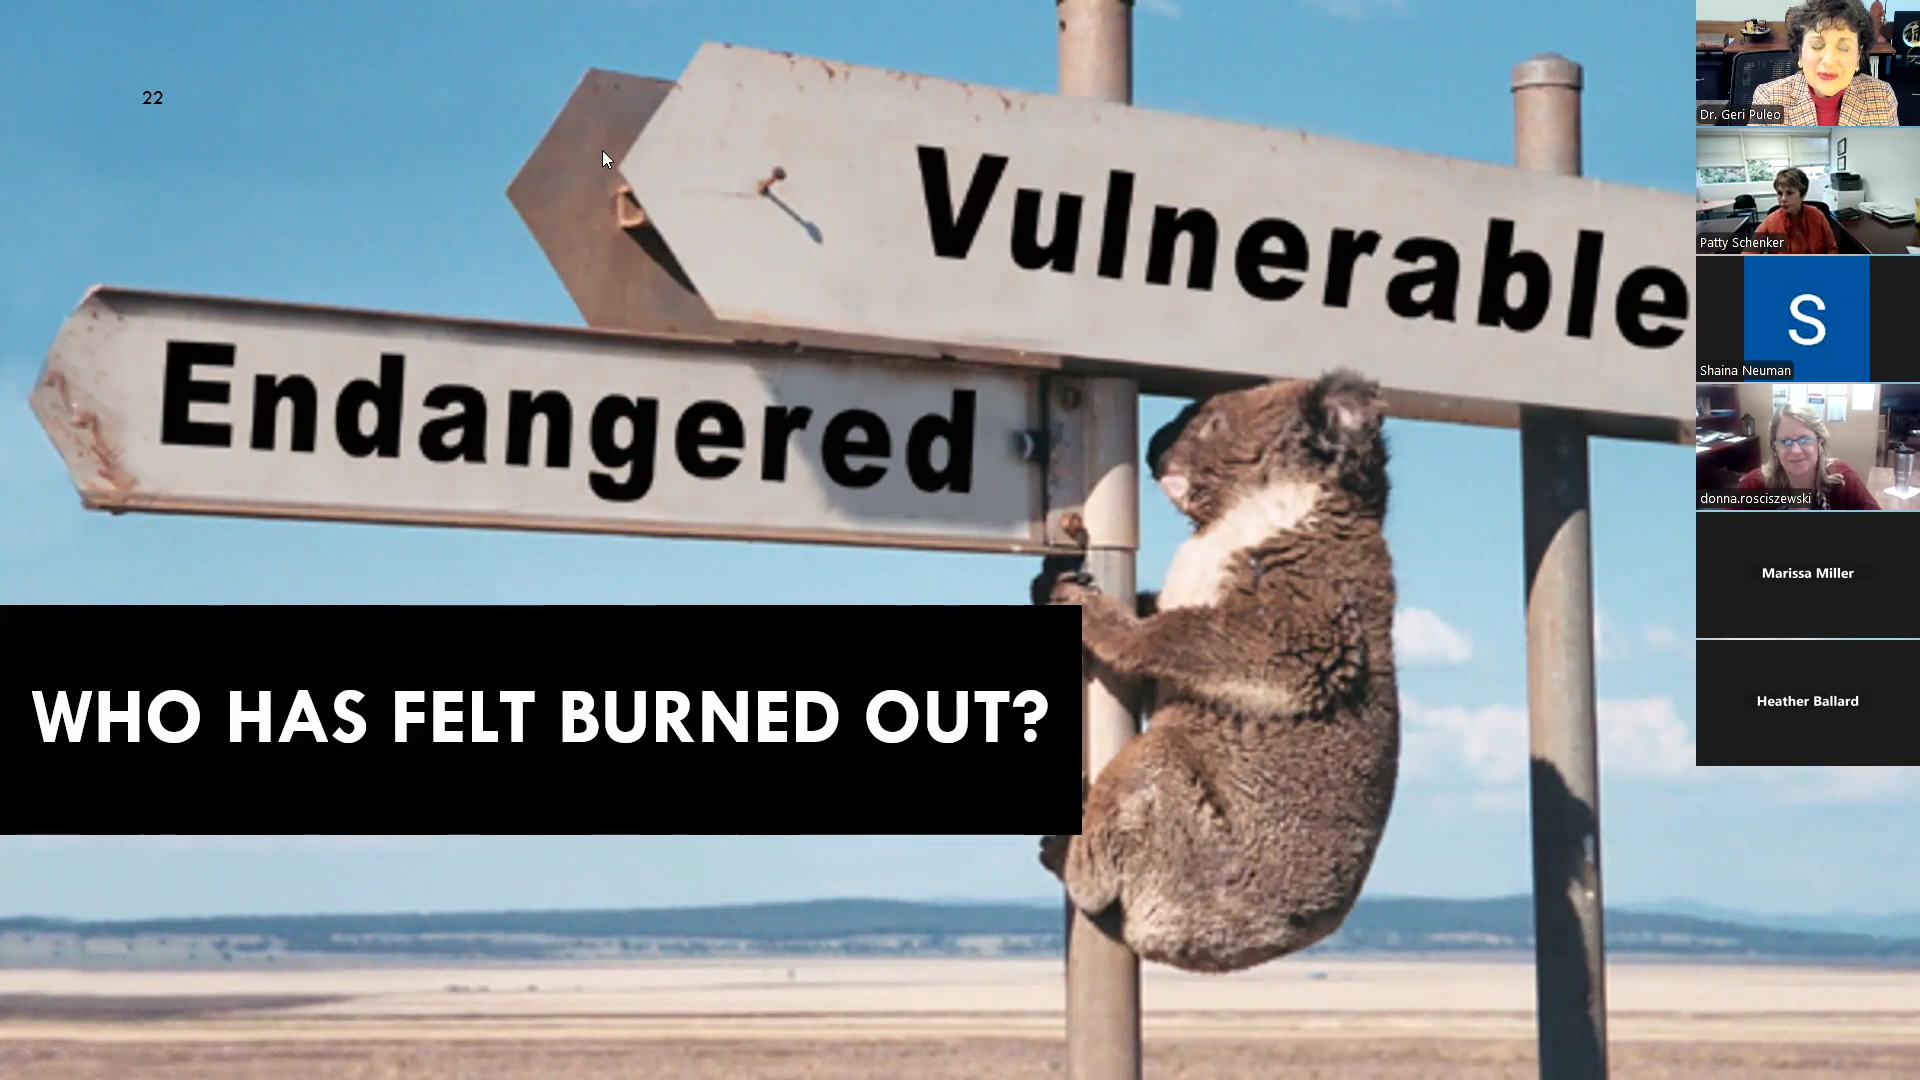 22
Vulnerable
Endangered
WHO HAS FELT BURNED OUT?
Dr. Geri Puleo
Patty Schenker
S
Shaina Neuman
donna.rosciszewski
Marissa Miller
Heather Ballard